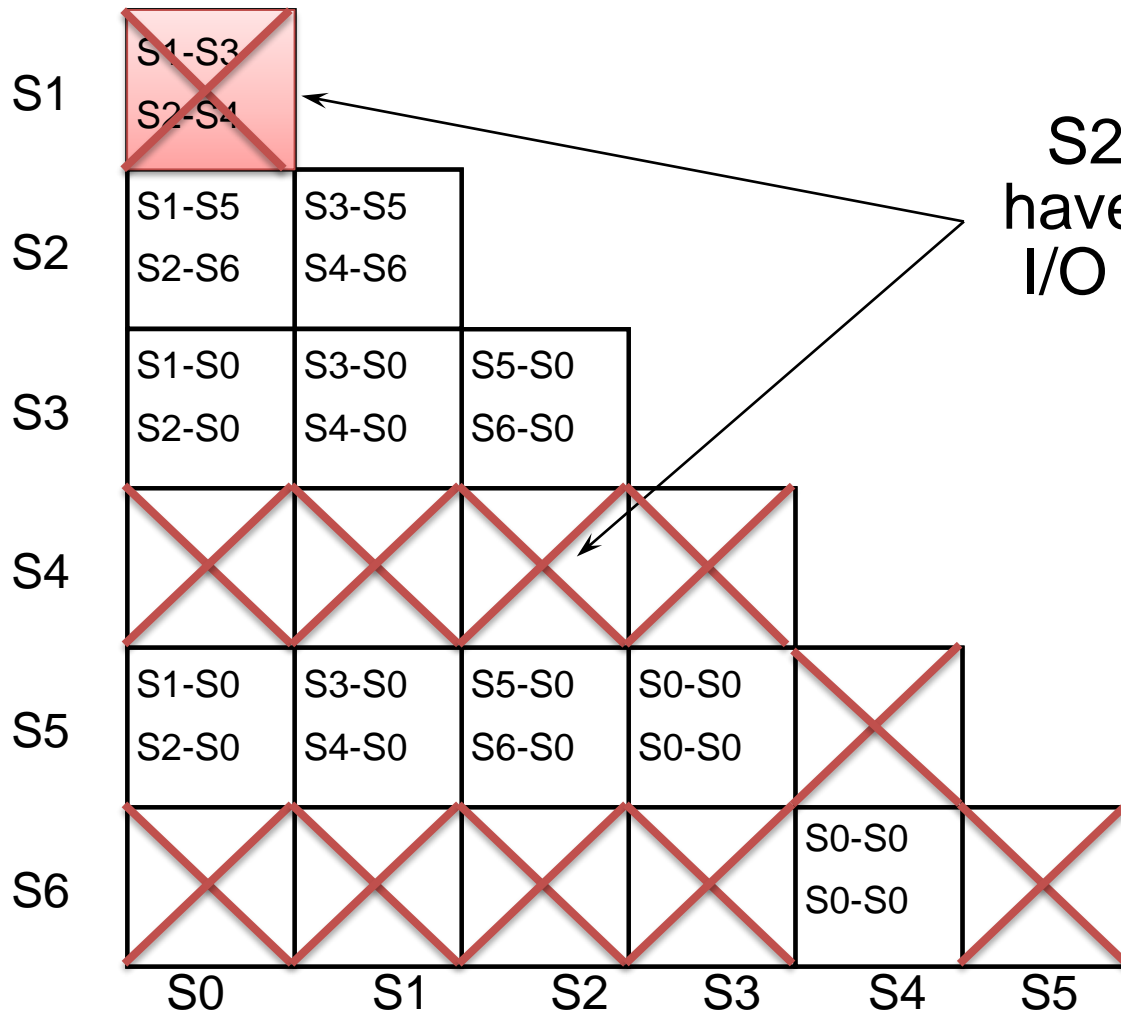 S1-S3
S1
S2-S4
S2
have
I/O
S1-S5 S3-S5
S2
S2-S6 S4-S6
S1-S0 S3-S0 S5-S0
S3
S2-S0 S4-S0 S6-S0
S4
S1-S0 S3-S0 S5-S0 S0-S0
S5
S2-S0 S4-S0 S6-S0 S0-S0
S0-S0
S6
S0-S0
S0 S1 S2 S3 S4 S5